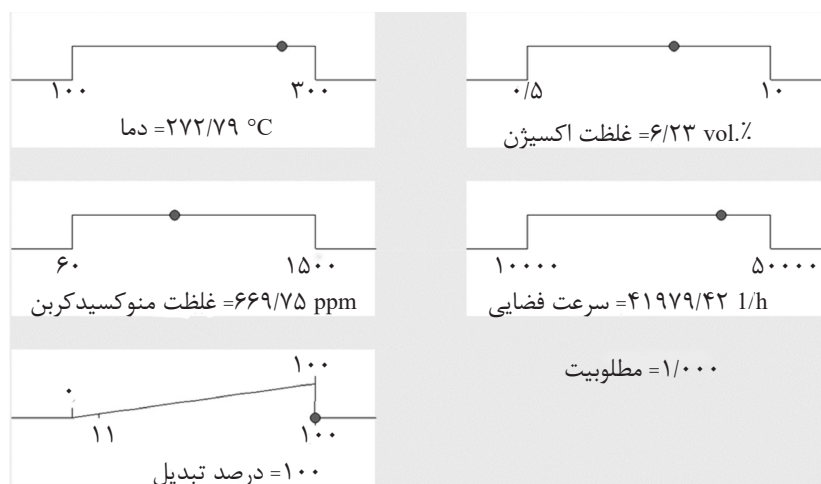 ۱۰۰ ۳۰۰
دما =۲۷۲/۷۹ °C
۰/۵ ۱۰
غلظت اکسیژن =۶/۲۳ vol.٪
۶۰ ۱۵۰۰
غلظت منوکسیدکربن =۶۶۹/۷۵ ppm
۱۰۰۰۰ ۵۰۰۰۰
سرعت فضایی =۴۱۹۷۹/۴۲ 1/h
۱۰۰
۰
۱۱ ۱۰۰
درصد تبدیل =۱۰۰
مطلوبیت =۱/۰۰۰